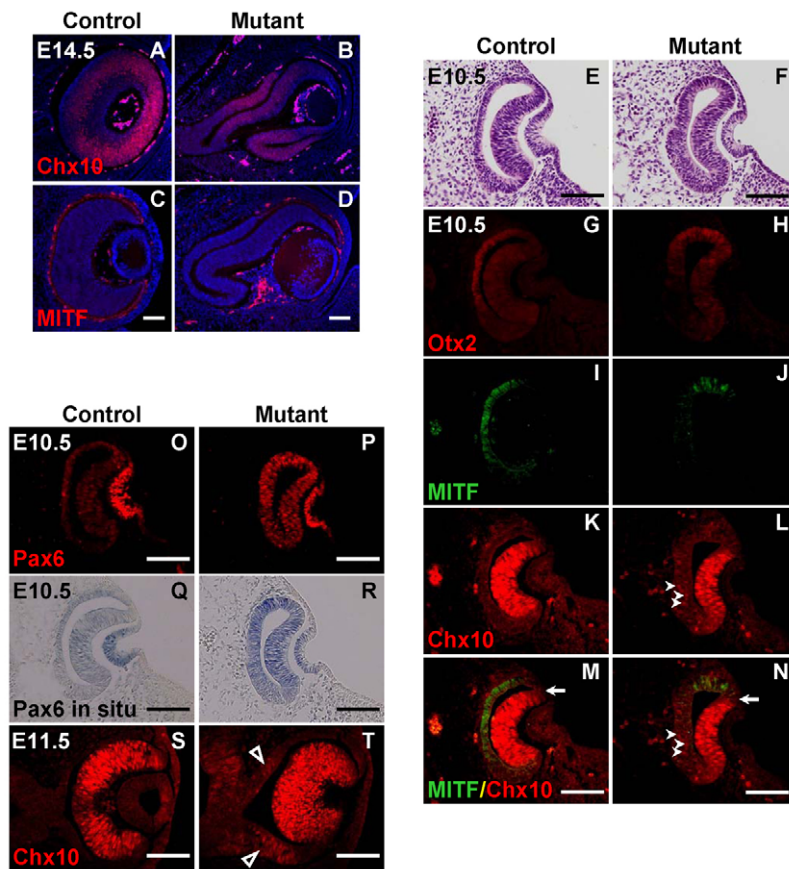 Control Mutant
E14.5 A B
Chx10
C D
MITF
Control Mutant
E10.5 E F
E10.5 G H
Otx2
I J
MITF
K L
Chx10
M N
MITF/Chx10
Control Mutant
E10.5 O P
Pax6
E10.5 Q R
Pax6 in situ
E11.5 S T
Chx10